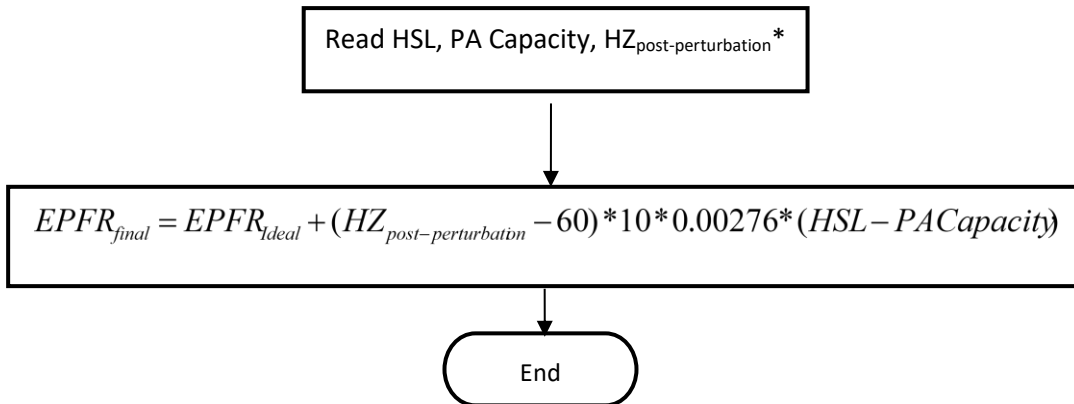 Read HSL, PA Capacity, HZpost-perturbation*
EPFRfinal = EPFRIdeal + (HZpost-perturbation − 60)*10*0.00276*(HSL−PACapacity)
End